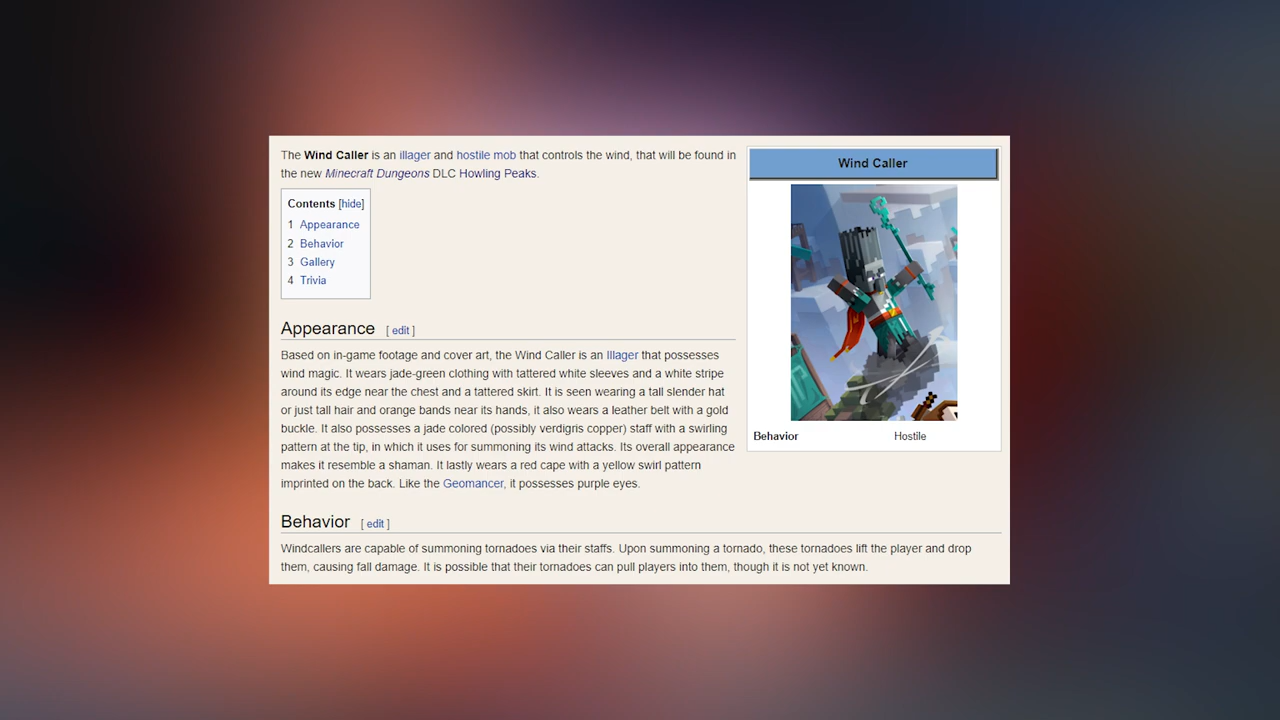 The Wind Caller is an illager and hostile mob that controls the wind, that will be found in
the new Minecraft Dungeons DLC Howling Peaks.
Contents [hide]
1 Appearance
2 Behavior
3 Gallery
4 Trivia
Appearance [ edit ]
Based on in-game footage and cover art, the Wind Caller is an Illager that possesses
wind magic. It wears jade-green clothing with tattered white sleeves and a white stripe
around its edge near the chest and a tattered skirt. It is seen wearing a tall slender hat
or just tall hair and orange bands near its hands, it also wears a leather belt with a gold
buckle. It also possesses a jade colored (possibly verdigris copper) staff with a swirling
pattern at the tip, in which it uses for summoning its wind attacks. Its overall appearance
makes it resemble a shaman. It lastly wears a red cape with a yellow swirl pattern
imprinted on the back. Like the Geomancer, it possesses purple eyes.
Wind Caller
Behavior Hostile
Behavior [ edit ]
Windcallers are capable of summoning tornadoes via their staffs. Upon summoning a tornado, these tornadoes lift the player and drop
them, causing fall damage. It is possible that their tornadoes can pull players into them, though it is not yet known.